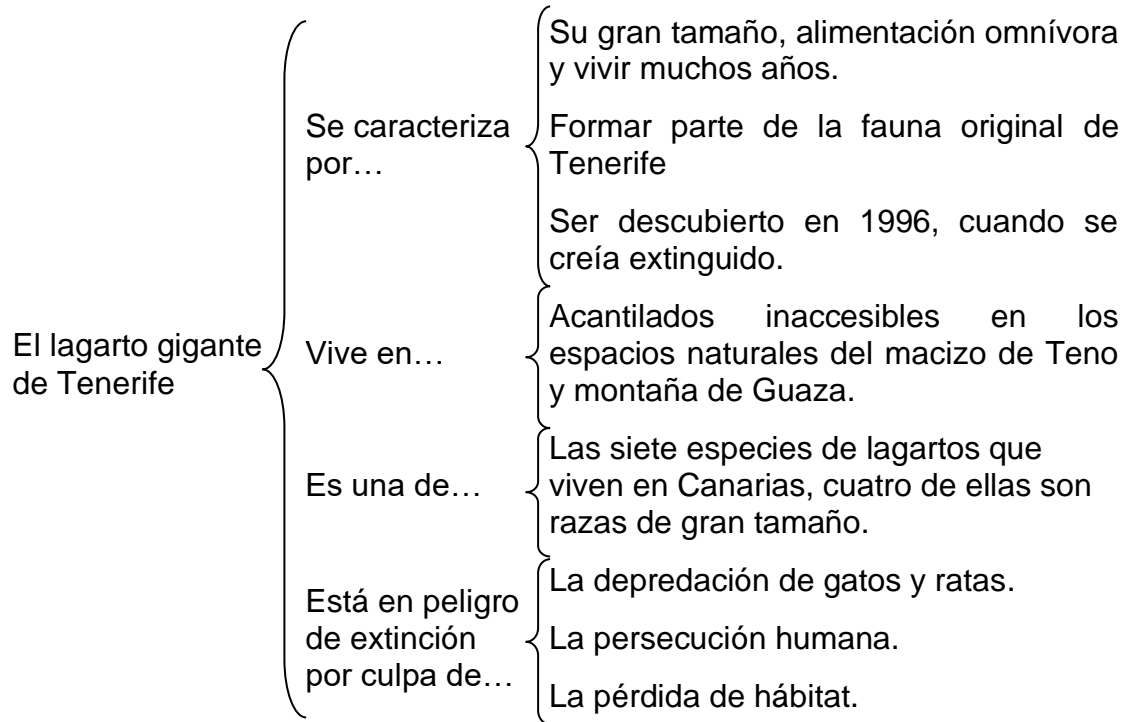 El lagarto gigante
de Tenerife
Se caracteriza
por…
Su gran tamaño, alimentación omnívora
y vivir muchos años.
Formar parte de la fauna original de
Tenerife
Ser descubierto en 1996, cuando se
creía extinguido.
Vive en…
Acantilados inaccesibles en los
espacios naturales del macizo de Teno
y montaña de Guaza.
Es una de…
Las siete especies de lagartos que
viven en Canarias, cuatro de ellas son
razas de gran tamaño.
Está en peligro
de extinción
por culpa de…
La depredación de gatos y ratas.
La persecución humana.
La pérdida de hábitat.